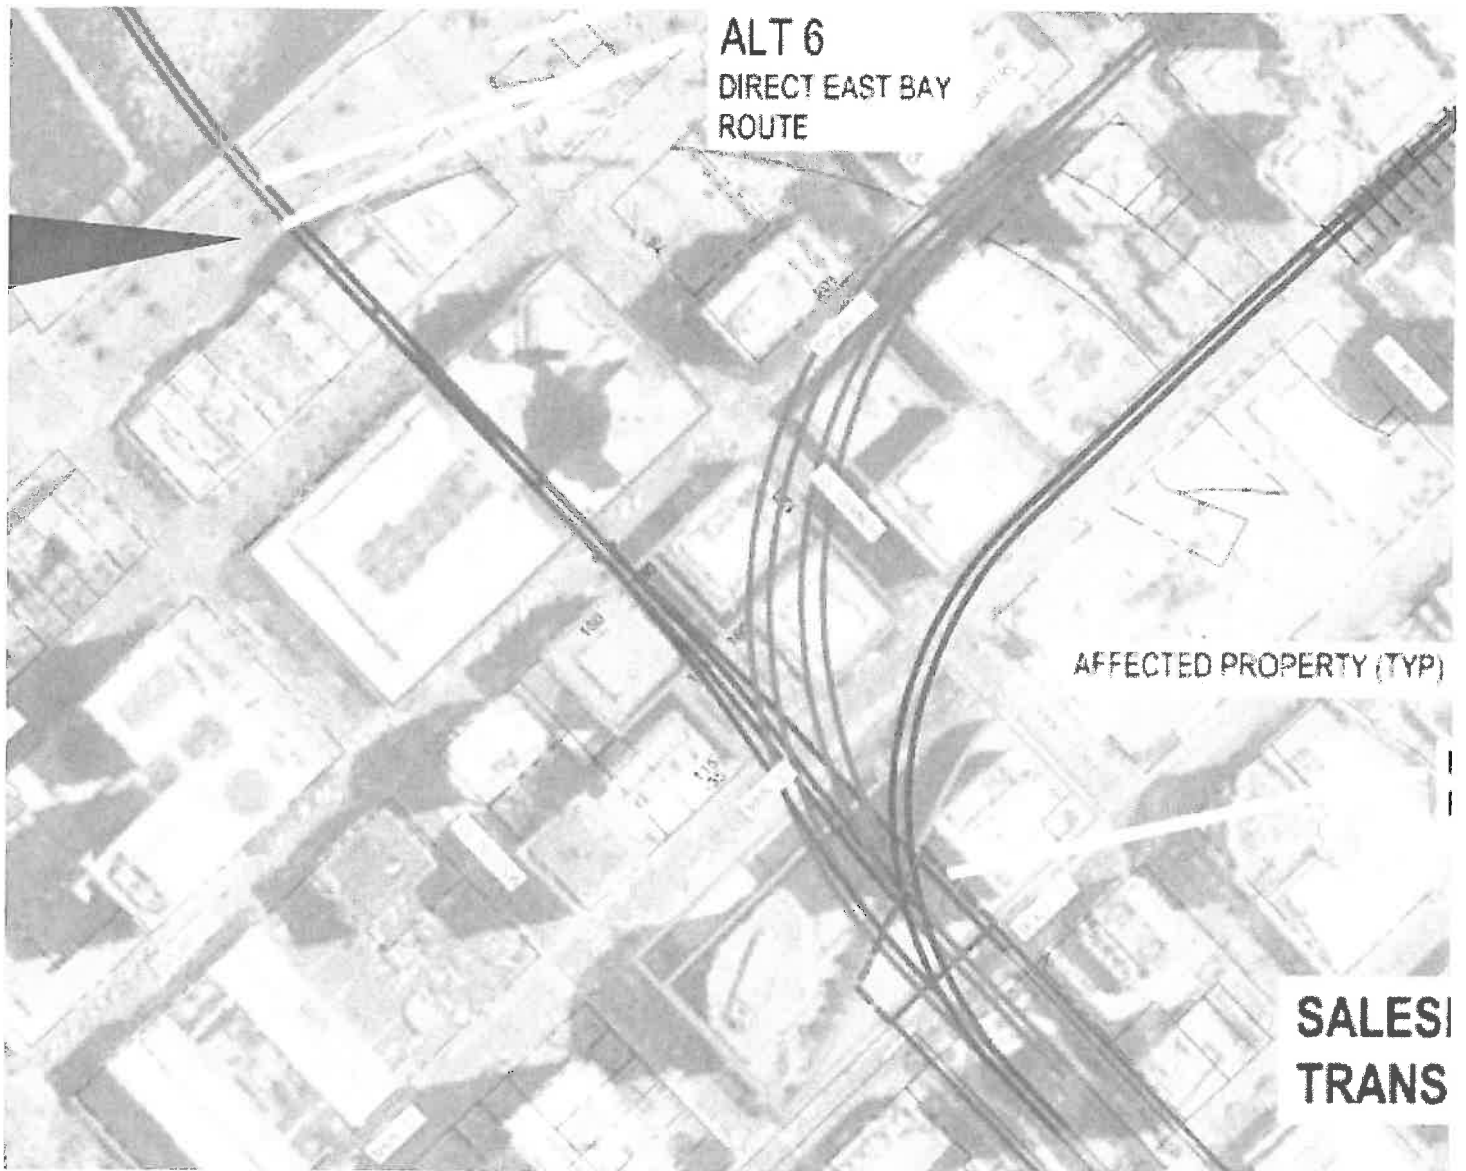 ALT 6
DIRECT EAST BAY
ROUTE
AFFECTED PROPERTY (TYP)
SALES
TRANS